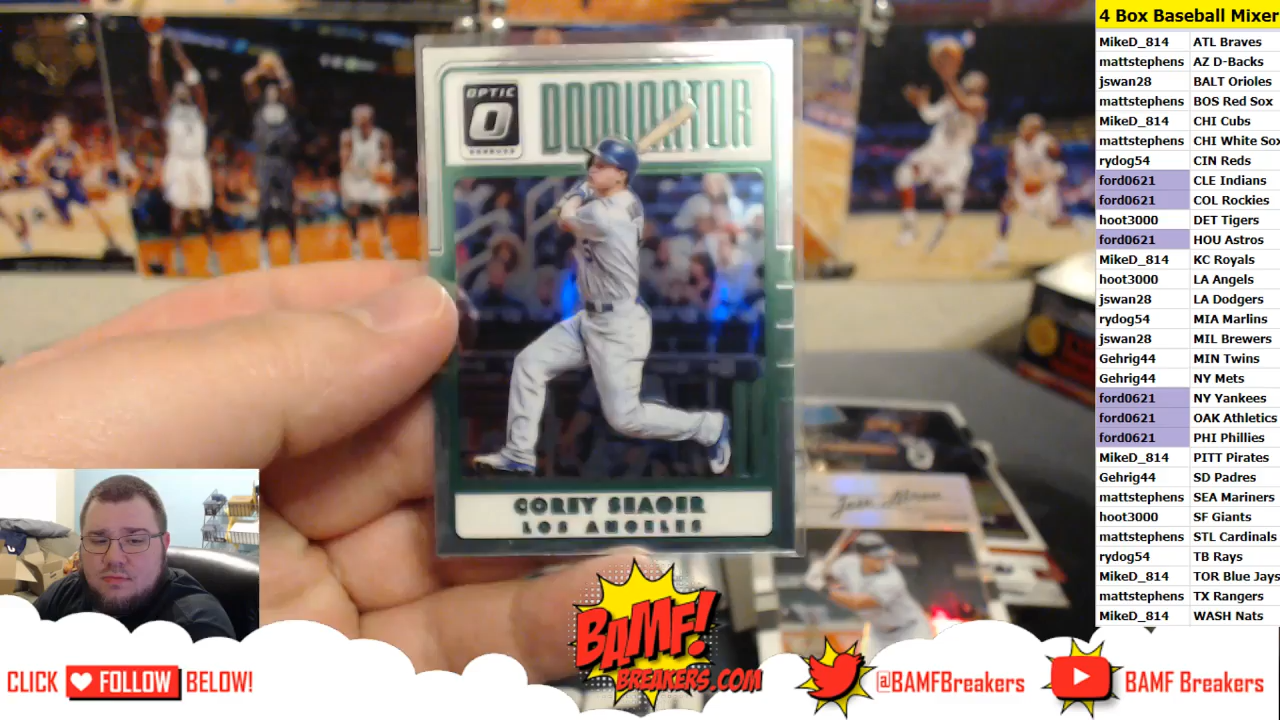 OPTIC
DONRUSS
DOMINATOR
COREY SEAGER
LOS ANGELES
4 Box Baseball Mixer
MikeD_814 ATL Braves
mattstephens AZ D-Backs
jswan28 BALT Orioles
mattstephens BOS Red Sox
MikeD_814 CHI Cubs
mattstephens CHI White Sox
rydog54 CIN Reds
ford0621 CLE Indians
ford0621 COL Rockies
hoot3000 DET Tigers
ford0621 HOU Astros
MikeD_814 KC Royals
hoot3000 LA Angels
jswan28 LA Dodgers
rydog54 MIA Marlins
jswan28 MIL Brewers
Gehrig44 MIN Twins
Gehrig44 NY Mets
ford0621 NY Yankees
ford0621 OAK Athletics
ford0621 PHI Phillies
MikeD_814 PITT Pirates
Gehrig44 SD Padres
mattstephens SEA Mariners
hoot3000 SF Giants
mattstephens STL Cardinals
rydog54 TB Rays
MikeD_814 TOR Blue Jays
mattstephens TX Rangers
MikeD_814 WASH Nats
CLICK FOLLOW BELOW!
BAMF!
BREAKERS.COM
@BAMFBreakers
BAMF Breakers